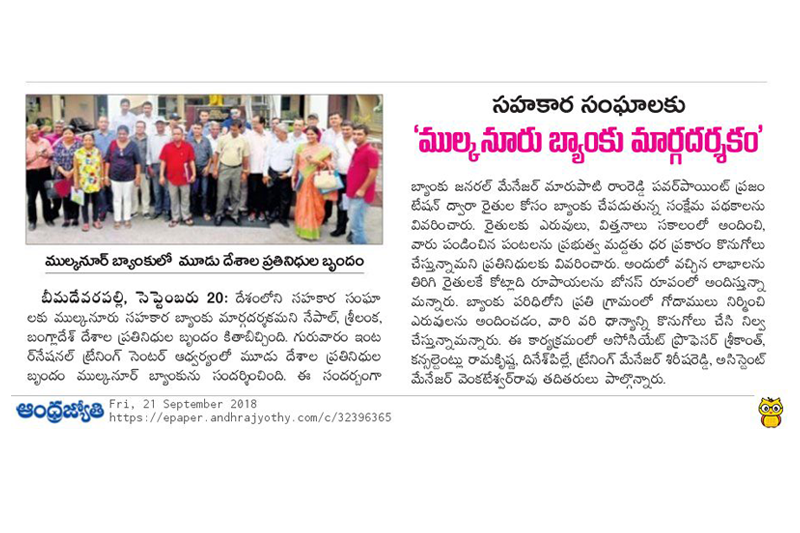 సహకార సంఘాలకు
‘ముల్కనూరు బ్యాంకు మార్గదర్శకం’
ముల్కనూర్ బ్యాంకులో మూడు దేశాల ప్రతినిధుల బృందం
బీమదేవరపల్లి, సెప్టెంబరు 20: దేశంలోని సహకార సంఘా
లకు ముల్కనూరు సహకార బ్యాంకు మార్గదర్శకమని నేపాల్, శ్రీలంక,
బంగ్లాదేశ్ దేశాల ప్రతినిధుల బృందం కితాబిచ్చింది. గురువారం ఇంట
ర్‌నేషనల్ ట్రైనింగ్ సెంటర్ ఆధ్వర్యంలో మూడు దేశాల ప్రతినిధుల
బృందం ముల్కనూర్ బ్యాంకును సందర్శించింది. ఈ సందర్భంగా
బ్యాంకు జనరల్ మేనేజర్ మారుపాటి రాంరెడ్డి పవర్‌పాయింట్ ప్రజం
టేషన్ ద్వారా రైతుల కోసం బ్యాంకు చేపడుతున్న సంక్షేమ పథకాలను
వివరించారు. రైతులకు ఎరువులు, విత్తనాలు సకాలంలో అందించి,
వారు పండించిన పంటలను ప్రభుత్వ మద్దతు ధర ప్రకారం కొనుగోలు
చేస్తున్నామని ప్రతినిధులకు వివరించారు. అందులో వచ్చిన లాభాలను
తిరిగి రైతులకే కోట్లాది రూపాయలను బోనస్ రూపంలో అందిస్తున్నా
మన్నారు. బ్యాంకు పరిధిలోని ప్రతి గ్రామంలో గోదాములు నిర్మించి
ఎరువులను అందించడం, వారి వరి ధాన్యాన్ని కొనుగోలు చేసి నిల్వ
చేస్తున్నామన్నారు. ఈ కార్యక్రమంలో అసోసియేట్ ప్రొఫెసర్ శ్రీకాంత్,
కన్సల్టెంట్లు రామకృష్ణ, దినేశ్‌పిల్లే, ట్రైనింగ్ మేనేజర్ శిరీషరెడ్డి, అసిస్టెంట్
మేనేజర్ వెంకటేశ్వర్‌రావు తదితరులు పాల్గొన్నారు.
ఆంధ్రజ్యోతి Fri, 21 September 2018
https://epaper.andhrajyothy.com/c/32396365